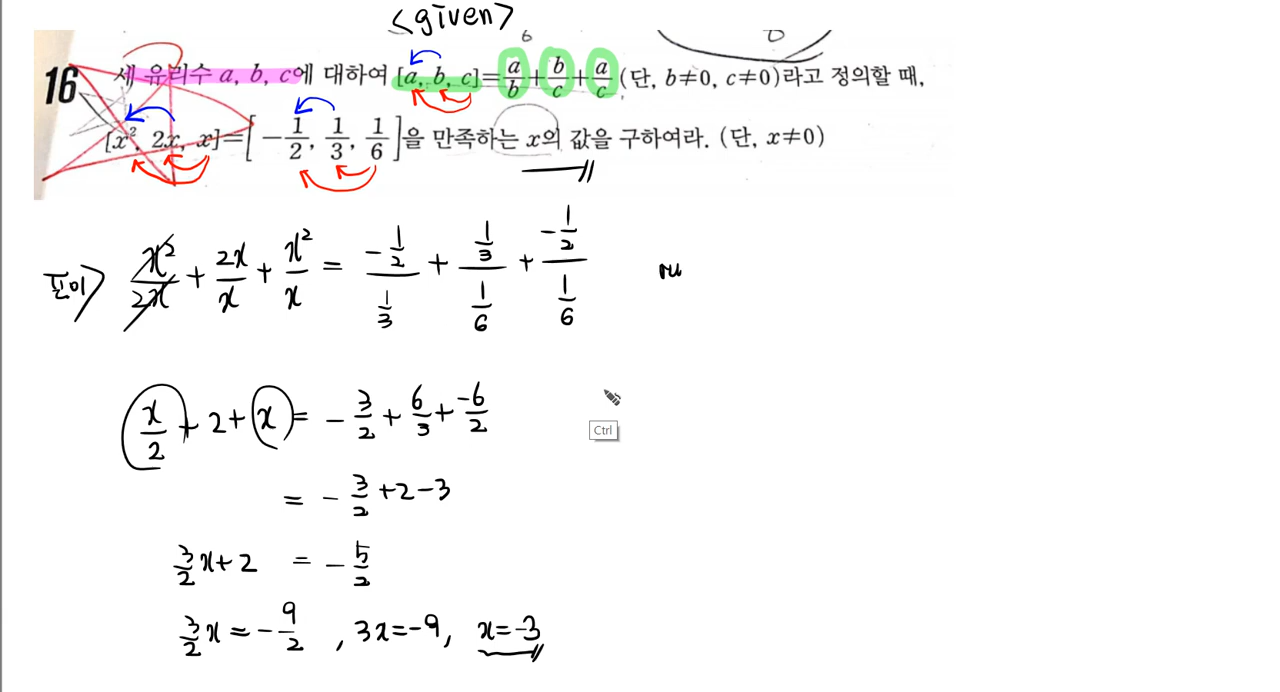 <given>
6
16 세 유리수 a, b, c에 대하여 [a, b, c]=a/b+b/c+a/c (단, b≠0, c≠0)라고 정의할 때,
[x², 2x, x]=[-1/2, 1/3, 1/6]을 만족하는 x의 값을 구하여라. (단, x≠0)
풀이> x²/2x + 2x/x + x²/x = (-1/2)/(1/3) + (1/3)/(1/6) + (-1/2)/(1/6)
x/2 + 2 + x = -3/2 + 6/3 + -6/2
Ctrl
= -3/2 +2-3
3/2x+2 = -5/2
3/2x = -9/2 , 3x=-9, x=-3